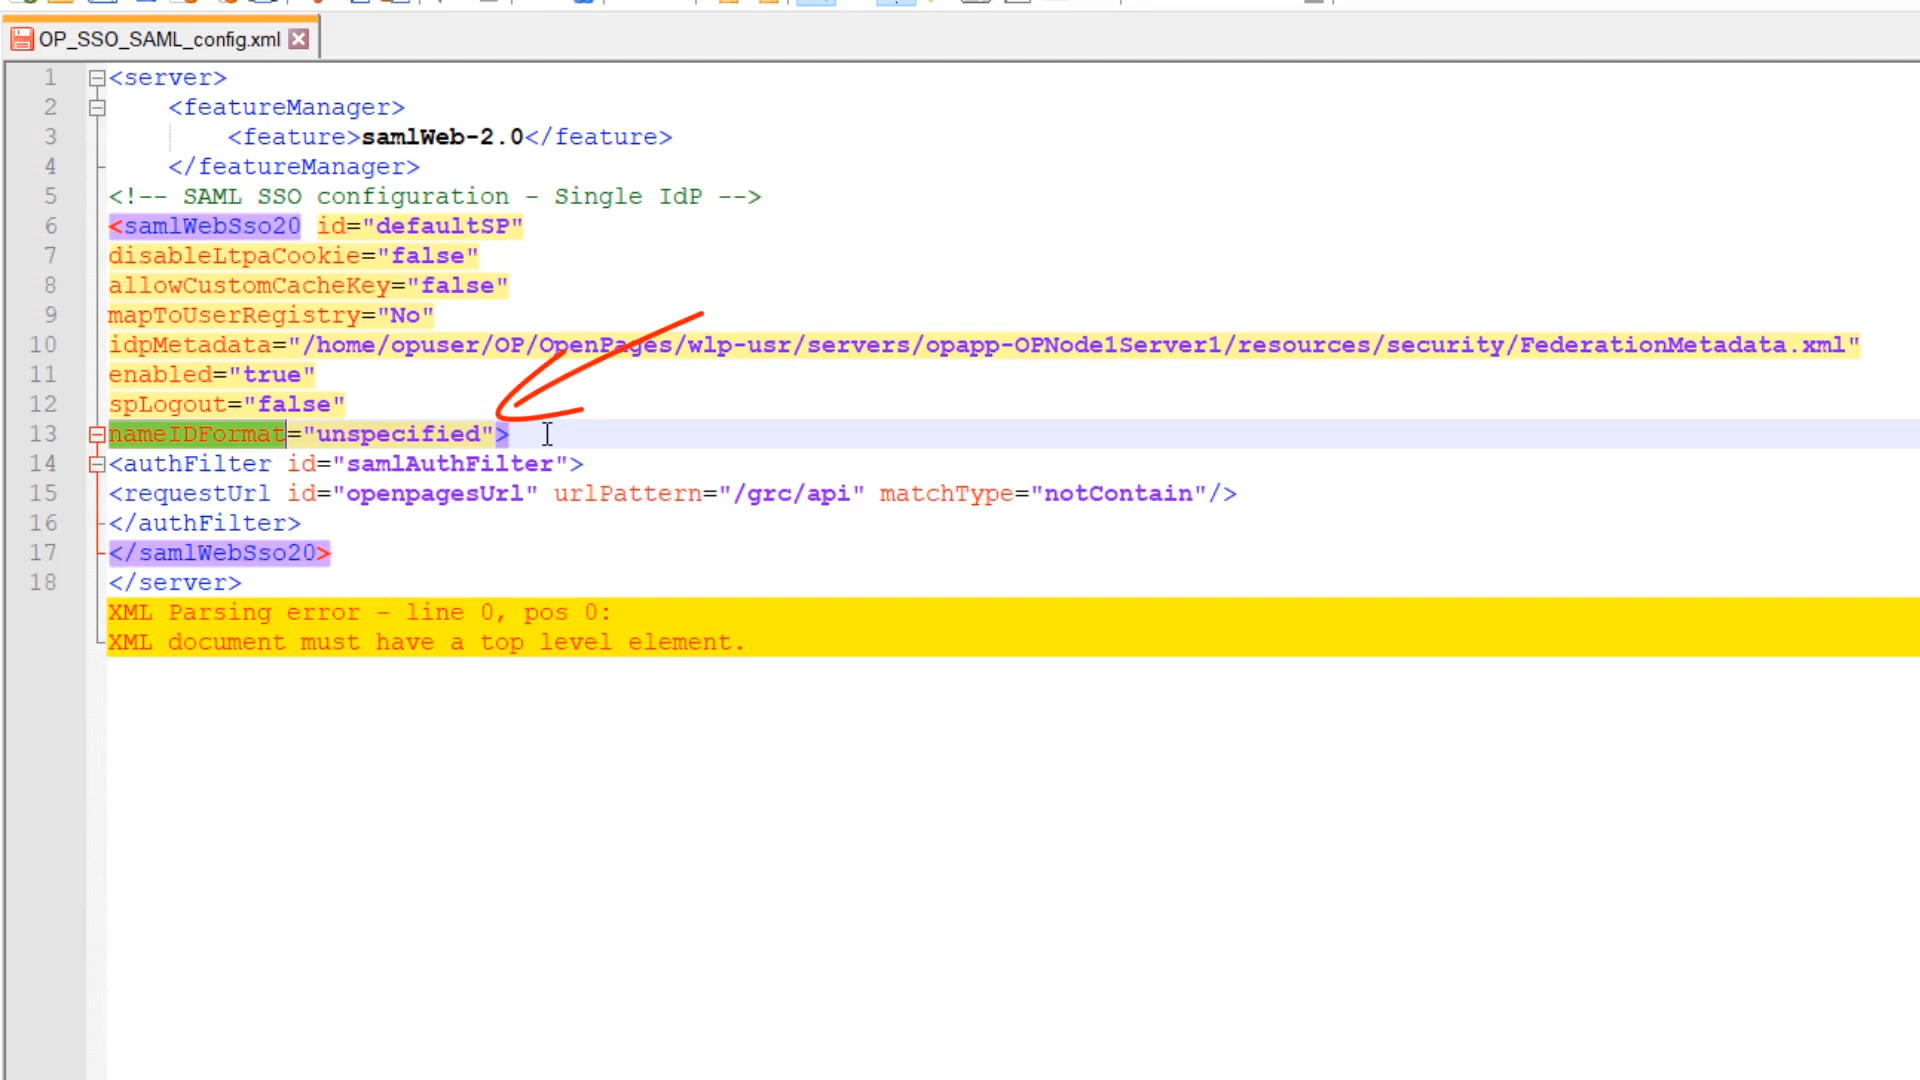 OP_SSO_SAML_config.xml
1 <server>
2 <featureManager>
3 <feature>samlWeb-2.0</feature>
4 </featureManager>
5 <!-- SAML SSO configuration - Single IdP -->
6 <samlWebSso20 id="defaultSP"
7 disableLtpaCookie="false"
8 allowCustomCacheKey="false"
9 mapToUserRegistry="No"
10 idpMetadata="/home/opuser/OP/OpenPages/wlp-usr/servers/opapp-OPNode1Server1/resources/security/FederationMetadata.xml"
11 enabled="true"
12 spLogout="false"
13 nameIDFormat="unspecified">
14 <authFilter id="samlAuthFilter">
15 <requestUrl id="openpagesUrl" urlPattern="/grc/api" matchType="notContain"/>
16 </authFilter>
17 </samlWebSso20>
18 </server>
XML Parsing error - line 0, pos 0:
XML document must have a top level element.